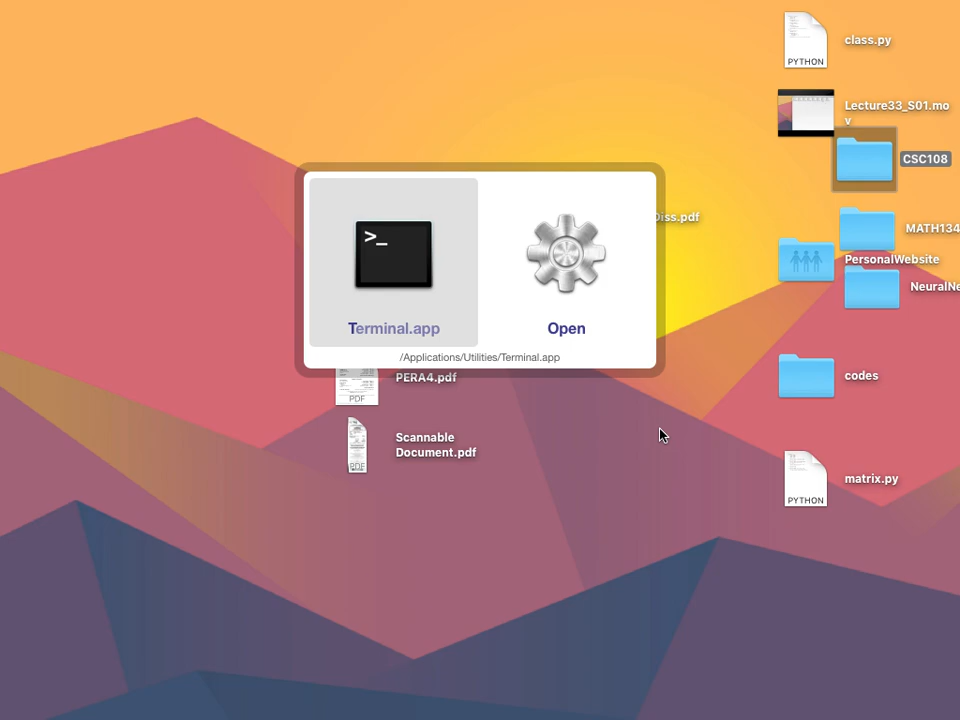 PYTHON
class.py
Lecture33_S01.mo
v
CSC108
>_
Terminal.app
Open
/Applications/Utilities/Terminal.app
Diss.pdf
MATH134
PersonalWebsite
NeuralNe
PDF
PERA4.pdf
codes
PDF
Scannable
Document.pdf
PYTHON
matrix.py